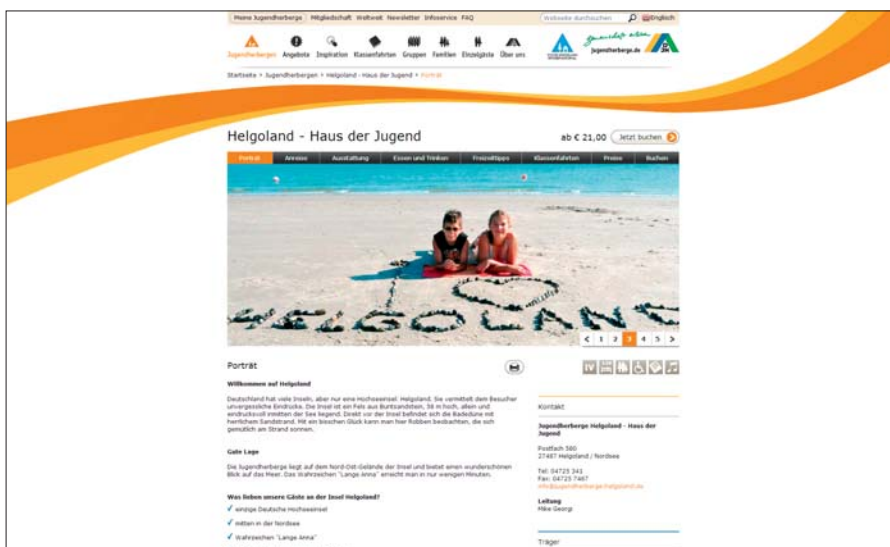 Meine Jugendherberge Mitgliedschaft Weltweit Newsletter Infoservice FAQ
Webseite durchsuchen Englisch
Jugendherbergen Angebote Inspiration Klassenfahrten Gruppen Familien Einzelgäste Über uns
gemeinschaft erleben
jugendherberge.de
DJH
Startseite > Jugendherbergen > Helgoland - Haus der Jugend > Porträt
Helgoland - Haus der Jugend
ab € 21,00 Jetzt buchen
Porträt Anreise Ausstattung Essen und Trinken Freizeittipps Klassenfahrten Preise Buchen
I
HELGOLAND
< 1 2 3 4 5 >
Porträt
TV
Willkommen auf Helgoland
Deutschland hat viele Inseln, aber nur eine Hochseeinsel: Helgoland. Sie vermittelt dem Besucher
unvergessliche Eindrücke. Die Insel ist ein Fels aus Buntsandstein, 56 m hoch, allein und
eindrucksvoll inmitten der See liegend. Direkt vor der Insel befindet sich die Badedüne mit
herrlichem Sandstrand. Mit ein bisschen Glück kann man hier Robben beobachten, die sich
gemütlich am Strand sonnen.
Gute Lage
Die Jugendherberge liegt auf dem Nord-Ost-Gelände der Insel und bietet einen wunderschönen
Blick auf das Meer. Das Wahrzeichen "Lange Anna" erreicht man in nur wenigen Minuten.
Was lieben unsere Gäste an der Insel Helgoland?
einzige Deutsche Hochseeinsel
mitten in der Nordsee
Wahrzeichen "Lange Anna"
Kontakt
Jugendherberge Helgoland - Haus der
Jugend
Postfach 580
27487 Helgoland / Nordsee
Tel: 04725 341
Fax: 04725 7467
info@jugendherberge-helgoland.de
Leitung
Mike Georgi
Träger